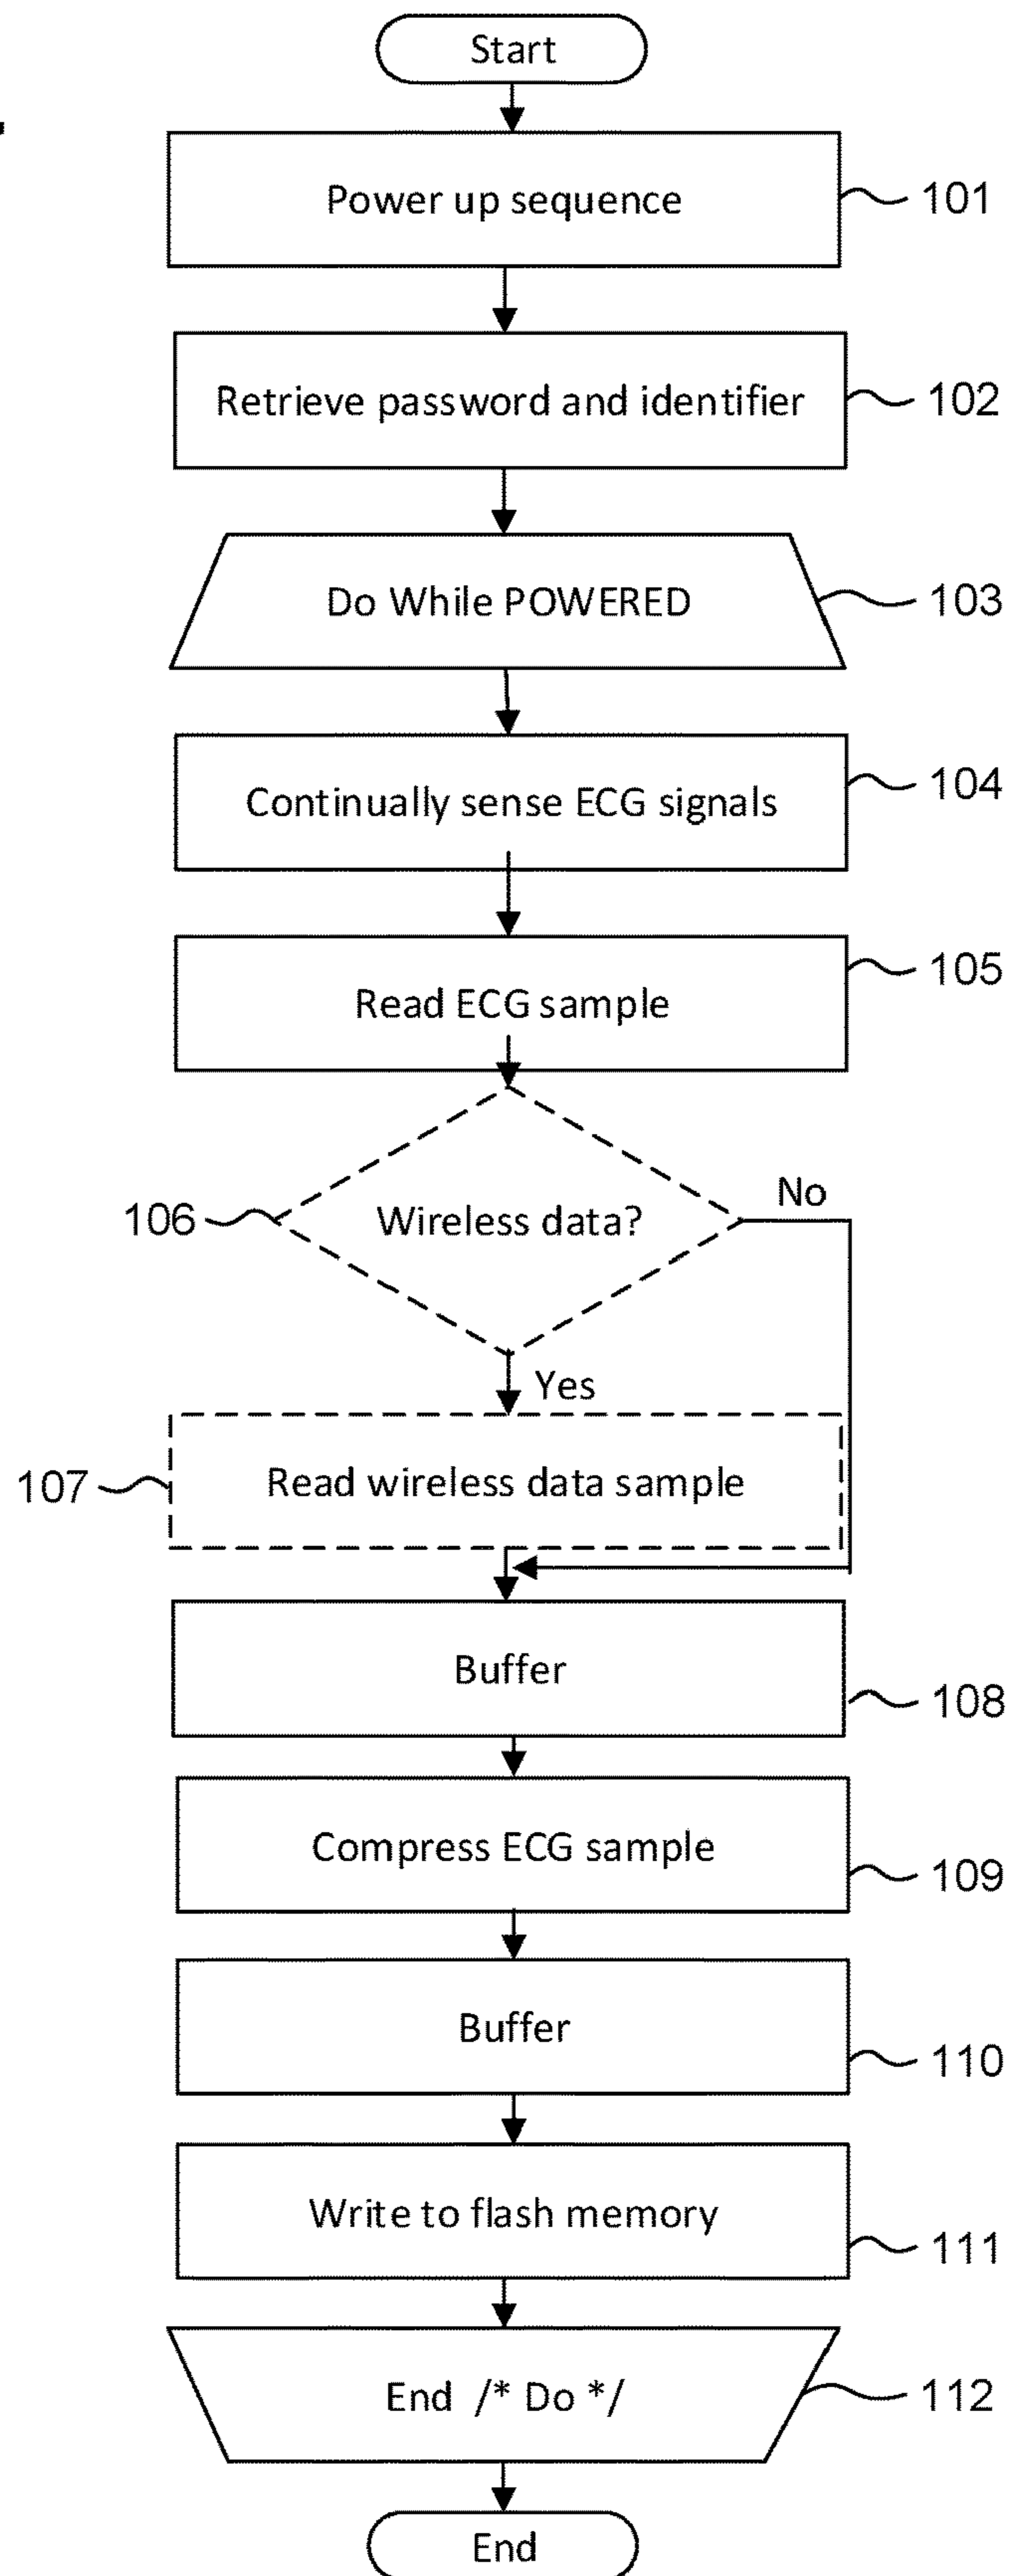 Start
Power up sequence
101
Retrieve password and identifier
102
Do While POWERED
103
Continually sense ECG signals
104
Read ECG sample
105
No
106
Wireless data?
Yes
107
Read wireless data sample
Buffer
108
Compress ECG sample
109
Buffer
110
Write to flash memory
111
End /* Do */
112
End